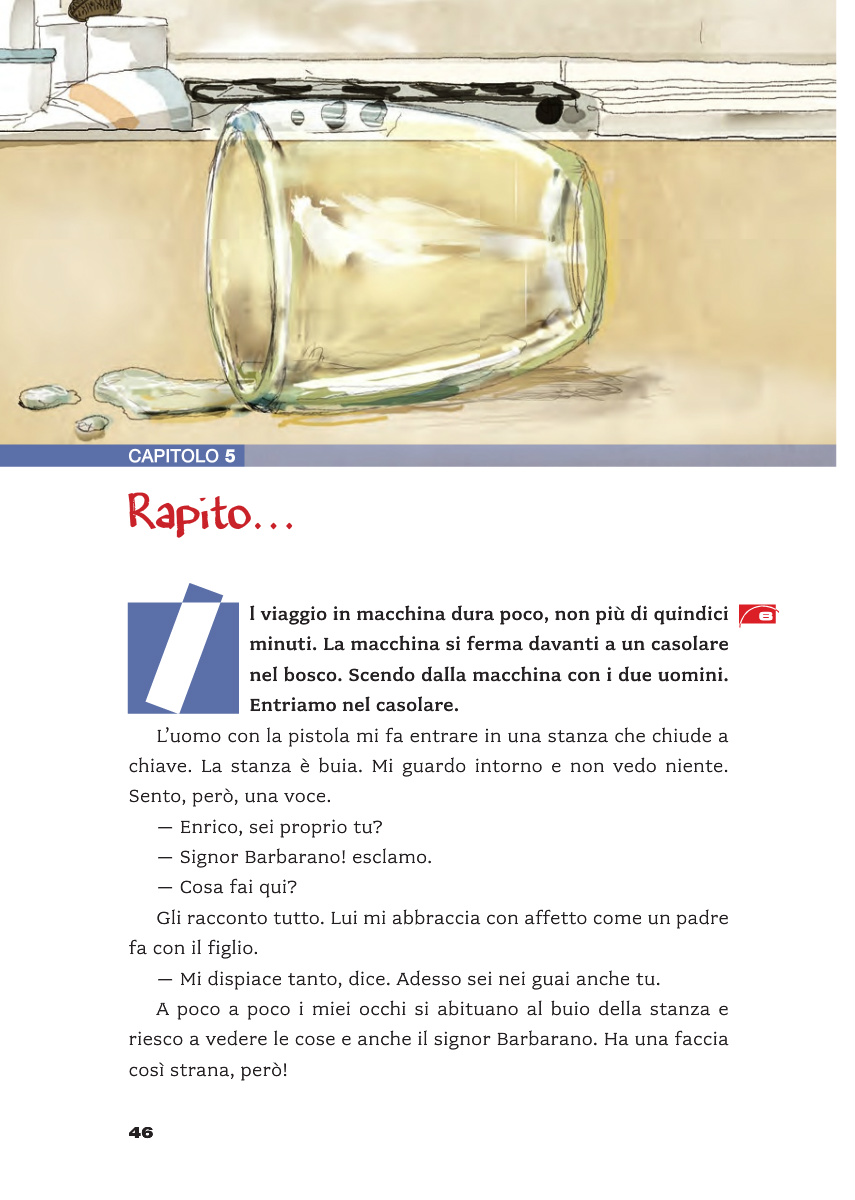 CAPITOLO 5
Rapito...
Il viaggio in macchina dura poco, non più di quindici
6
minuti. La macchina si ferma davanti a un casolare
nel bosco. Scendo dalla macchina con i due uomini.
Entriamo nel casolare.
L’uomo con la pistola mi fa entrare in una stanza che chiude a
chiave. La stanza è buia. Mi guardo intorno e non vedo niente.
Sento, però, una voce.
— Enrico, sei proprio tu?
— Signor Barbarano! esclamo.
— Cosa fai qui?
Gli racconto tutto. Lui mi abbraccia con affetto come un padre
fa con il figlio.
— Mi dispiace tanto, dice. Adesso sei nei guai anche tu.
A poco a poco i miei occhi si abituano al buio della stanza e
riesco a vedere le cose e anche il signor Barbarano. Ha una faccia
così strana, però!
46